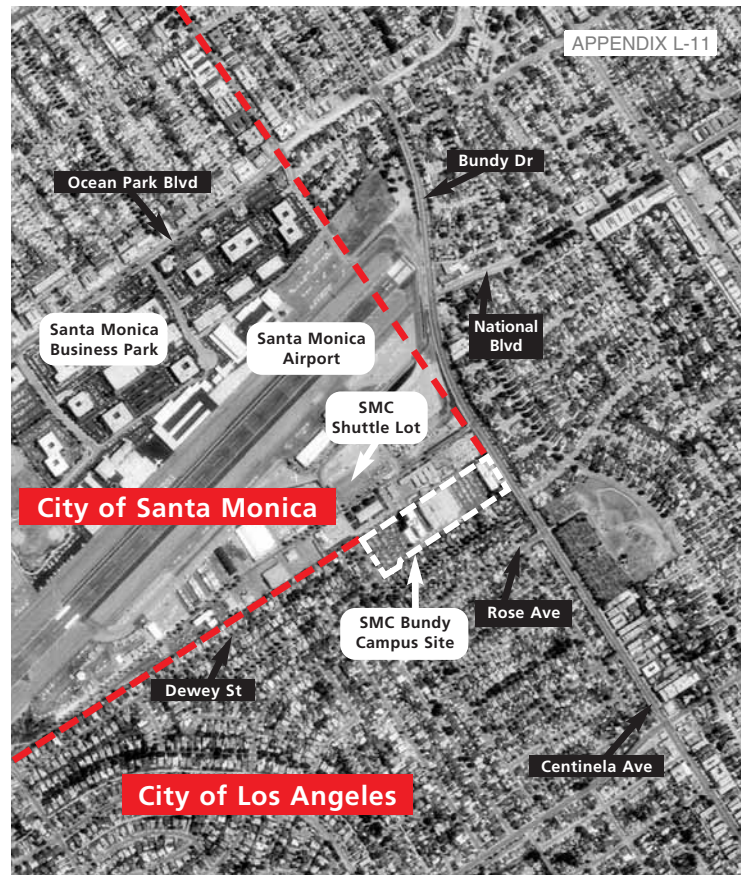 APPENDIX L-11
Bundy Dr
Ocean Park Blvd
Santa Monica
Business Park
Santa Monica
Airport
National
Blvd
SMC
Shuttle Lot
City of Santa Monica
SMC Bundy
Campus Site
Rose Ave
Dewey St
Centinela Ave
City of Los Angeles